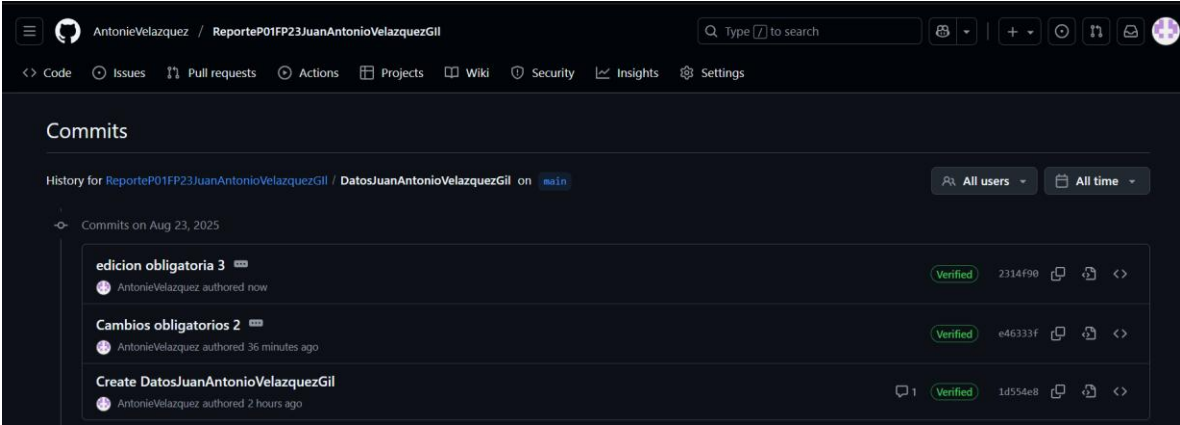 AntonieVelazquez / ReporteP01FP23JuanAntonioVelazquezGIl
Type / to search
Code Issues Pull requests Actions Projects Wiki Security Insights Settings
Commits
History for ReporteP01FP23JuanAntonioVelazquezGIl / DatosJuanAntonioVelazquezGil on main
All users All time
Commits on Aug 23, 2025
edicion obligatoria 3
Verified 2314f90
AntonieVelazquez authored now
Cambios obligatorios 2
Verified e46333f
AntonieVelazquez authored 36 minutes ago
Create DatosJuanAntonioVelazquezGil
1 Verified 1d554e8
AntonieVelazquez authored 2 hours ago